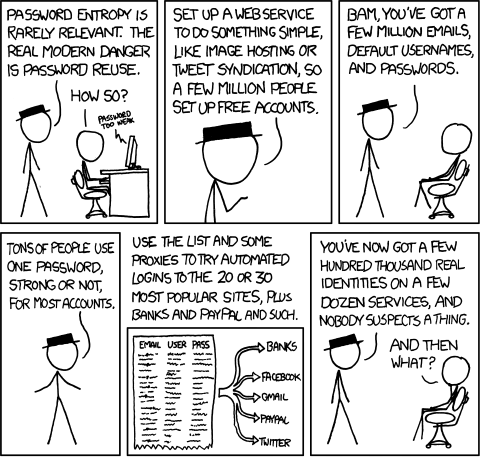 PASSWORD ENTROPY IS
RARELY RELEVANT. THE
REAL MODERN DANGER
IS PASSWORD REUSE.
HOW SO?
PASSWORD
TOO WEAK
SET UP A WEB SERVICE
TO DO SOMETHING SIMPLE,
LIKE IMAGE HOSTING OR
TWEET SYNDICATION, SO
A FEW MILLION PEOPLE
SET UP FREE ACCOUNTS.
BAM, YOU'VE GOT A
FEW MILLION EMAILS,
DEFAULT USERNAMES,
AND PASSWORDS.
TONS OF PEOPLE USE
ONE PASSWORD,
STRONG OR NOT,
FOR MOST ACCOUNTS.
USE THE LIST AND SOME
PROXIES TO TRY AUTOMATED
LOGINS TO THE 20 OR 30
MOST POPULAR SITES, PLUS
BANKS AND PAYPAL AND SUCH.
EMAIL USER PASS
BANKS
FACEBOOK
GMAIL
PAYPAL
TWITTER
YOU'VE NOW GOT A FEW
HUNDRED THOUSAND REAL
IDENTITIES ON A FEW
DOZEN SERVICES, AND
NOBODY SUSPECTS A THING.
AND THEN
WHAT?